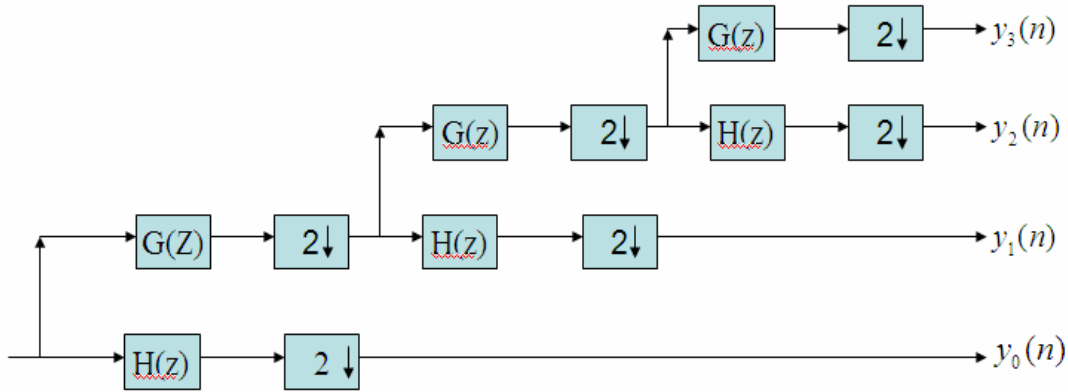 G(z) 2↓ y₃(n)
G(z) 2↓ H(z) 2↓ y₂(n)
G(Z) 2↓ H(z) 2↓ y₁(n)
H(z) 2 ↓ y₀(n)